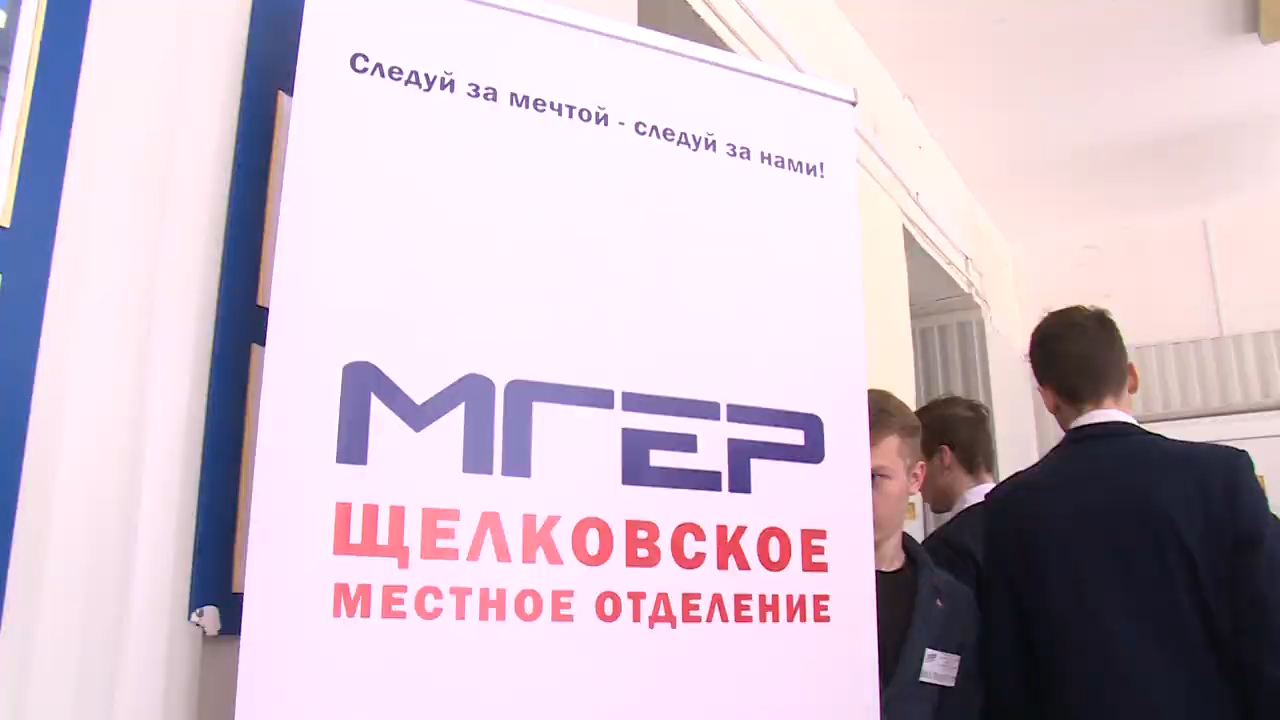 Следуй за мечтой - следуй за нами!
МГЕР
ЩЕЛКОВСКОЕ
МЕСТНОЕ ОТДЕЛЕНИЕ